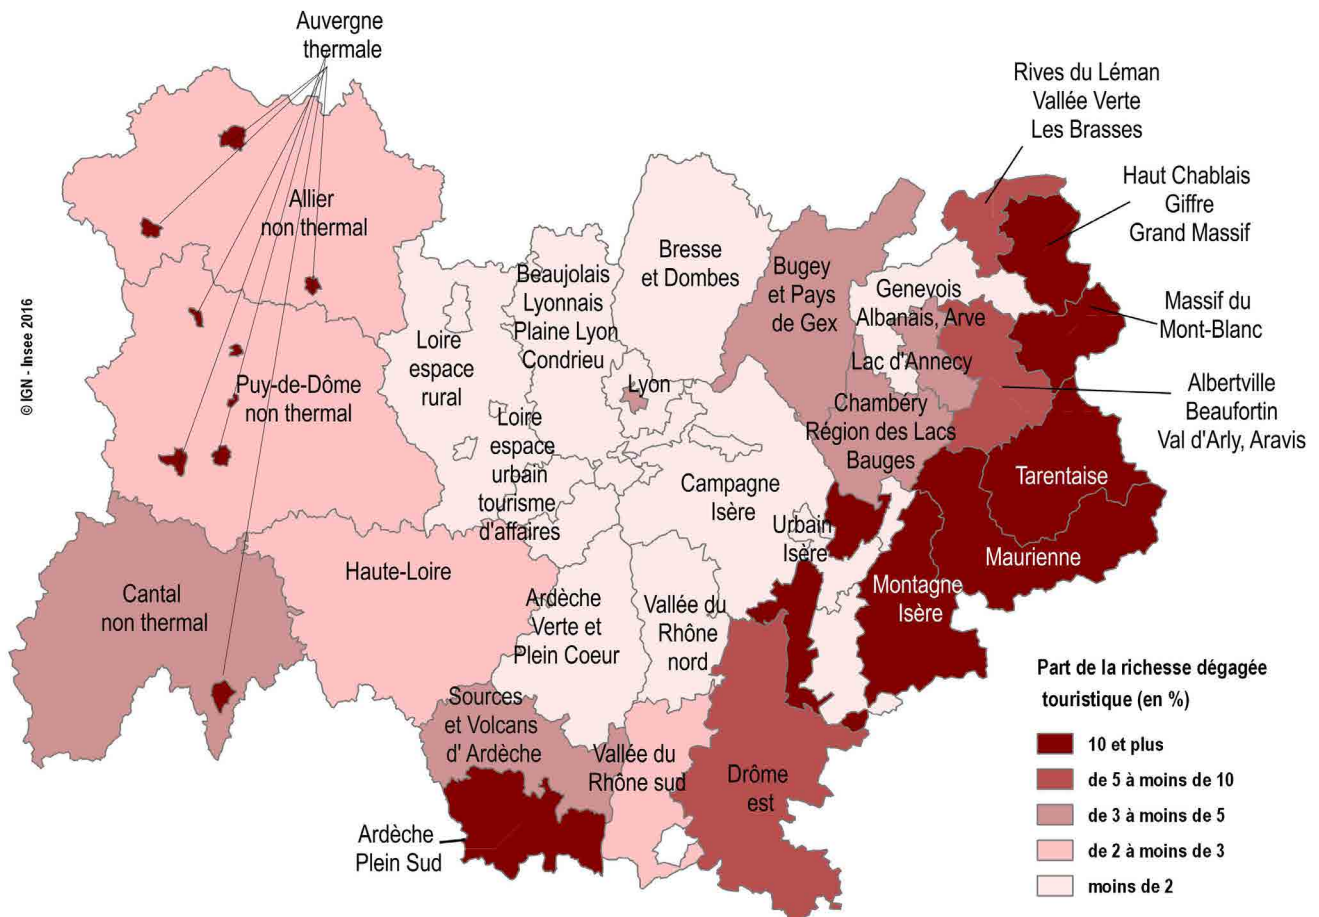 Auvergne
thermale
Rives du Léman
Vallée Verte
Les Brasses
Haut Chablais
Giffre
Grand Massif
Allier
non thermal
Bresse
et Dombes
Bugey
et Pays
de Gex
Beaujolais
Lyonnais
Plaine Lyon
Condrieu
Genevois
Albanais, Arve
Massif du
Mont-Blanc
© IGN - Insee 2016
Loire
espace
rural
Lac d'Annecy
Puy-de-Dôme
non thermal
Lyon
Albertville
Beaufortin
Val d'Arly, Aravis
Chambéry
Région des Lacs
Bauges
Loire
espace
urbain
tourisme
d'affaires
Campagne
Isère
Tarentaise
Urbain
Isère
Maurienne
Haute-Loire
Montagne
Isère
Cantal
non thermal
Ardèche
Verte et
Plein Coeur
Vallée du
Rhône
nord
Sources
et Volcans
d' Ardèche
Vallée du
Rhône sud
Drôme
est
Ardèche
Plein Sud
Part de la richesse dégagée
touristique (en %)
10 et plus
de 5 à moins de 10
de 3 à moins de 5
de 2 à moins de 3
moins de 2